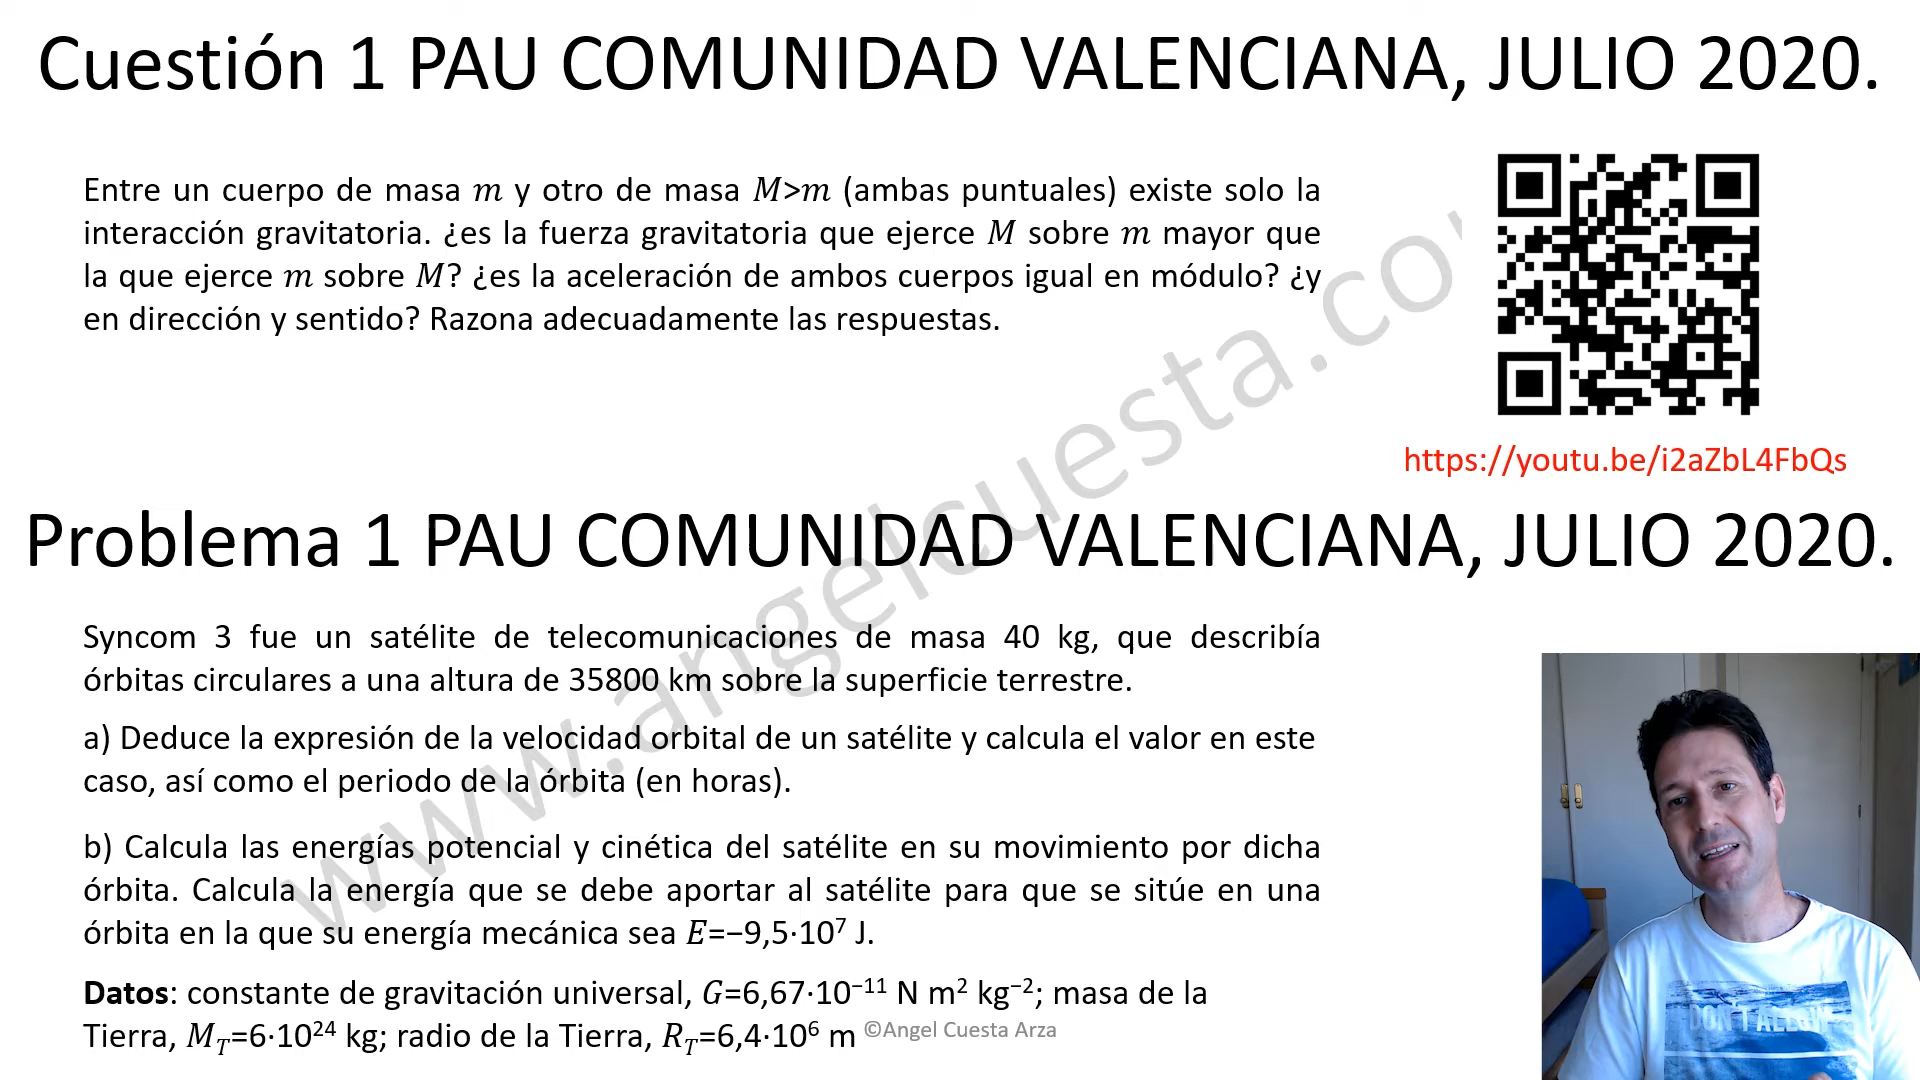 Cuestión 1 PAU COMUNIDAD VALENCIANA, JULIO 2020.
Entre un cuerpo de masa m y otro de masa M>m (ambas puntuales) existe solo la
interacción gravitatoria. ¿es la fuerza gravitatoria que ejerce M sobre m mayor que
la que ejerce m sobre M? ¿es la aceleración de ambos cuerpos igual en módulo? ¿y
en dirección y sentido? Razona adecuadamente las respuestas.
https://youtu.be/i2aZbL4FbQs
www.angelcuesta.co
Problema 1 PAU COMUNIDAD VALENCIANA, JULIO 2020.
Syncom 3 fue un satélite de telecomunicaciones de masa 40 kg, que describía
órbitas circulares a una altura de 35800 km sobre la superficie terrestre.
a) Deduce la expresión de la velocidad orbital de un satélite y calcula el valor en este
caso, así como el periodo de la órbita (en horas).
b) Calcula las energías potencial y cinética del satélite en su movimiento por dicha
órbita. Calcula la energía que se debe aportar al satélite para que se sitúe en una
órbita en la que su energía mecánica sea E=−9,5·10⁷ J.
Datos: constante de gravitación universal, G=6,67·10⁻¹¹ N m² kg⁻²; masa de la
Tierra, M_T=6·10²⁴ kg; radio de la Tierra, R_T=6,4·10⁶ m ©Angel Cuesta Arza
DON'T ALLOW